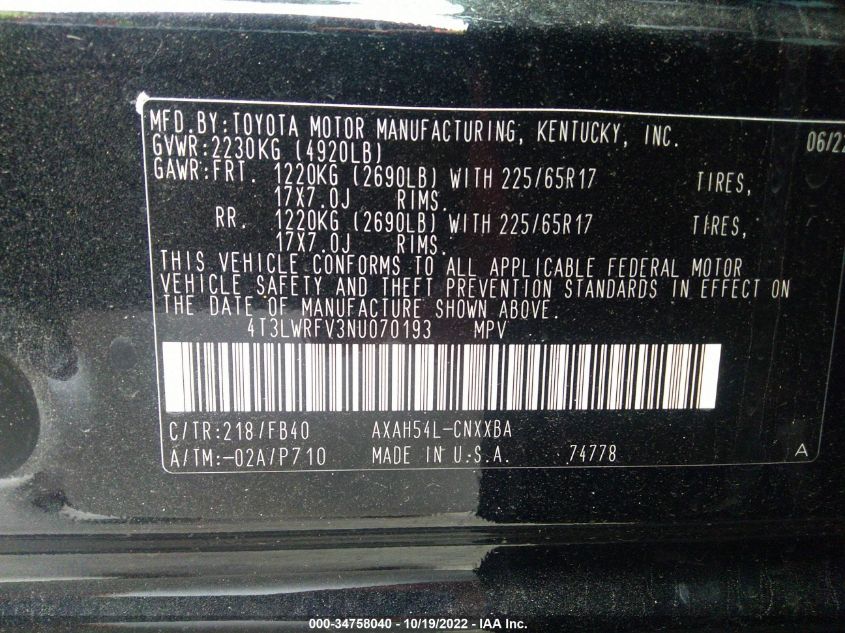 MFD.BY:TOYOTA MOTOR MANUFACTURING, KENTUCKY, INC. 06/22
GVWR:2230KG (4920LB)
GAWR:FRT. 1220KG (2690LB) WITH 225/65R17 TIRES,
17X7.0J RIMS.
RR. 1220KG (2690LB) WITH 225/65R17 TIRES,
17X7.0J RIMS.
THIS VEHICLE CONFORMS TO ALL APPLICABLE FEDERAL MOTOR
VEHICLE SAFETY AND THEFT PREVENTION STANDARDS IN EFFECT ON
THE DATE OF MANUFACTURE SHOWN ABOVE.
4T3LWRFV3NU070193 MPV
C/TR:218/FB40 AXAH54L-CNXXBA
A/TM:-02A/P710 MADE IN U.S.A. 74778 A
000-34758040 - 10/19/2022 - IAA Inc.